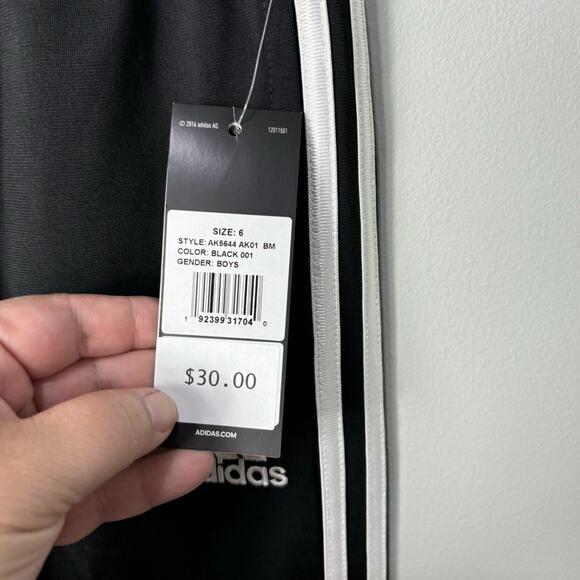 © 2016 adidas AG 12011501
SIZE: 6
STYLE: AK5644 AK01 BM
COLOR: BLACK 001
GENDER: BOYS
1 92399 31704 0
$30.00
ADIDAS.COM
adidas